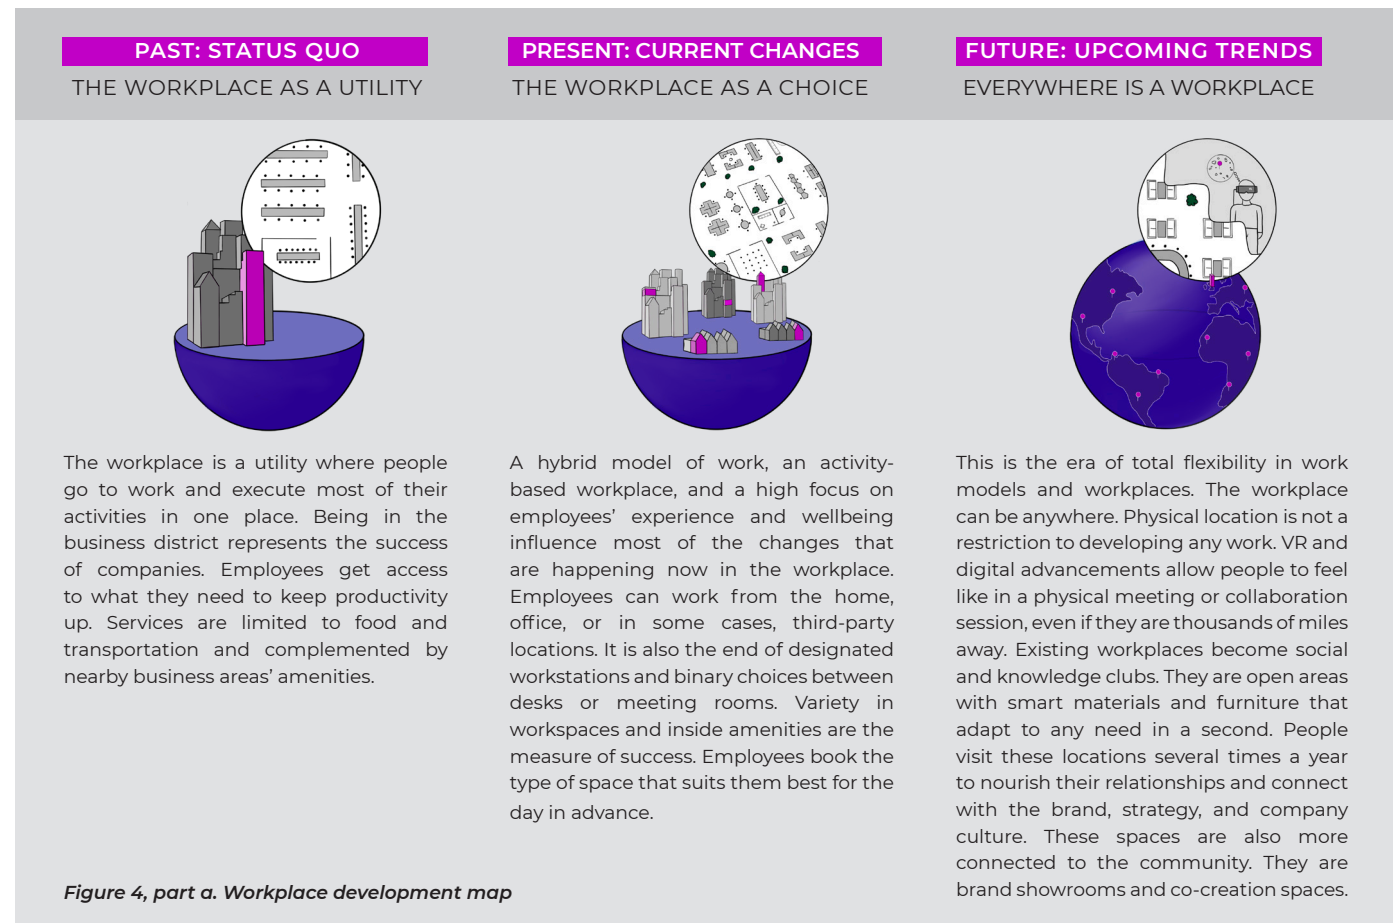 PAST: STATUS QUO
THE WORKPLACE AS A UTILITY
The workplace is a utility where people
go to work and execute most of their
activities in one place. Being in the
business district represents the success
of companies. Employees get access
to what they need to keep productivity
up. Services are limited to food and
transportation and complemented by
nearby business areas’ amenities.
PRESENT: CURRENT CHANGES
THE WORKPLACE AS A CHOICE
A hybrid model of work, an activity-
based workplace, and a high focus on
employees’ experience and wellbeing
influence most of the changes that
are happening now in the workplace.
Employees can work from the home,
office, or in some cases, third-party
locations. It is also the end of designated
workstations and binary choices between
desks or meeting rooms. Variety in
workspaces and inside amenities are the
measure of success. Employees book the
type of space that suits them best for the
day in advance.
FUTURE: UPCOMING TRENDS
EVERYWHERE IS A WORKPLACE
This is the era of total flexibility in work
models and workplaces. The workplace
can be anywhere. Physical location is not a
restriction to developing any work. VR and
digital advancements allow people to feel
like in a physical meeting or collaboration
session, even if they are thousands of miles
away. Existing workplaces become social
and knowledge clubs. They are open areas
with smart materials and furniture that
adapt to any need in a second. People
visit these locations several times a year
to nourish their relationships and connect
with the brand, strategy, and company
culture. These spaces are also more
connected to the community. They are
brand showrooms and co-creation spaces.
Figure 4, part a. Workplace development map